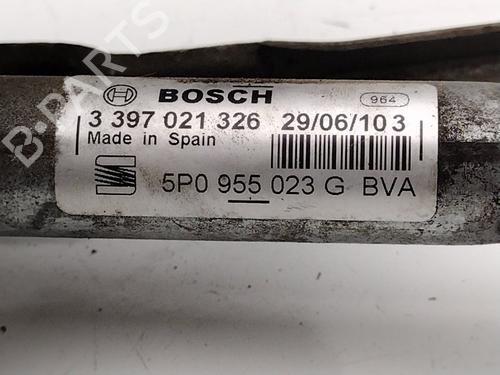 BOSCH
964
3 397 021 326 29/06/10 3
Made in Spain
5P0 955 023 G BVA
B-PARTS